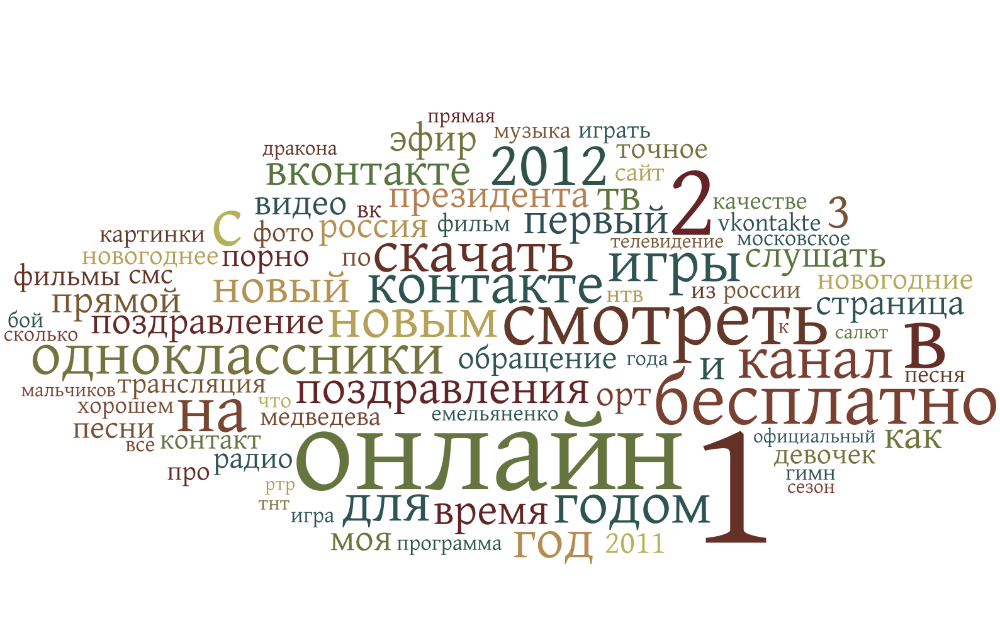 прямая
эфир музыка играть
дракона вконтакте 2012 точное
сайт
видео вк президента тв 2 качестве 3
картинки с фото россия фильм первый vkontakte
телевидение московское
новогоднее порно по скачать игры слушать
фильмы смс новый контакте нтв из россии новогодние
прямой страница
бой поздравление новым смотреть к салют в
сколько
одноклассники обращение года и канал песня
мальчиков трансляция поздравления орт бесплатно
хорошем на что медведева емельяненко
песни контакт онлайн 1 официальный как
все радио девочек
про гимн
ртр сезон
тнт игра для время годом
моя программа год 2011